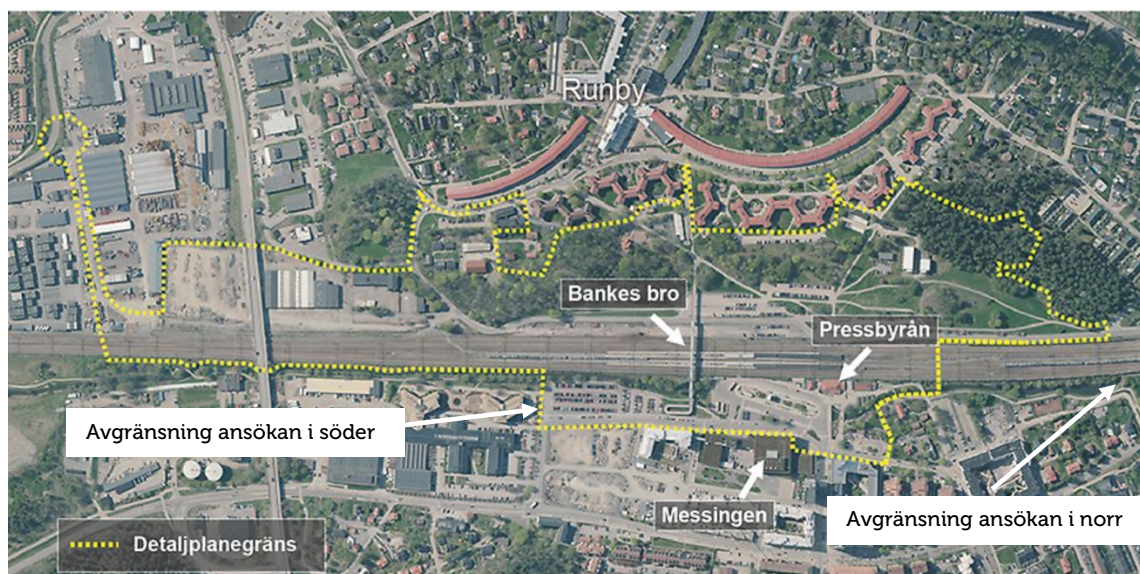 Runby
Bankes bro
Pressbyrån
Avgränsning ansökan i söder
Messingen
Avgränsning ansökan i norr
Detaljplanegräns